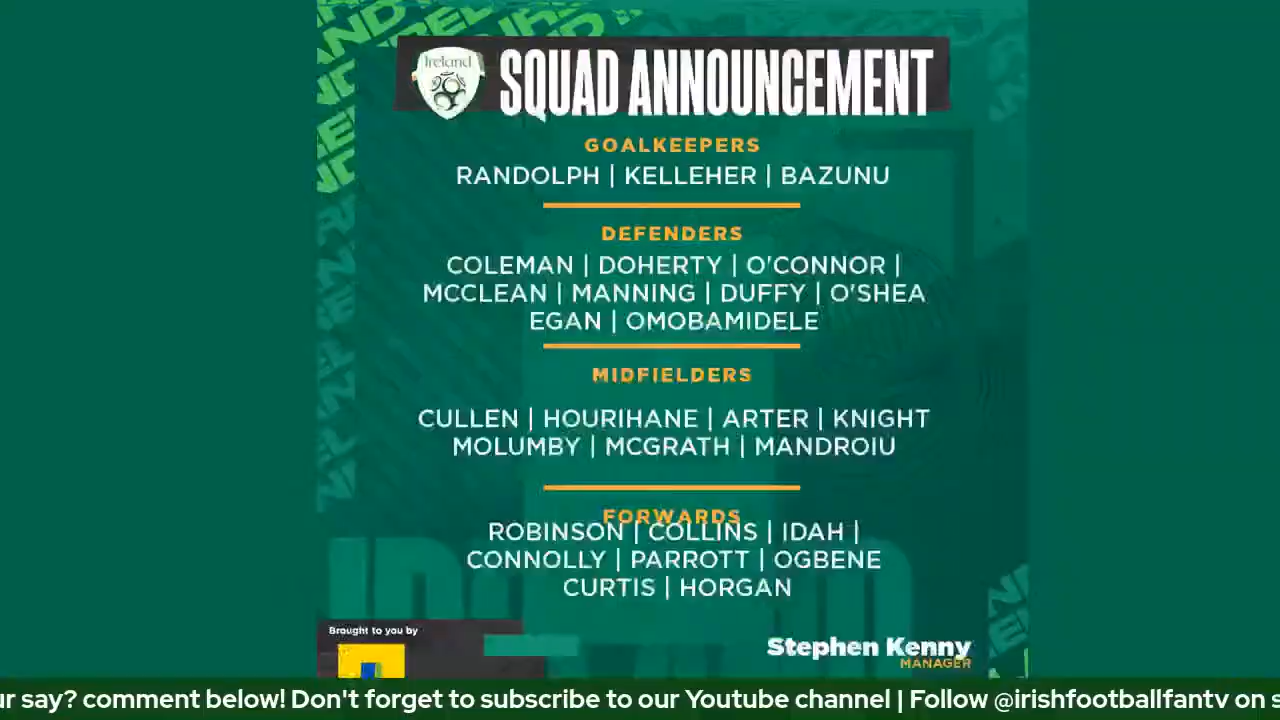 Ireland
SQUAD ANNOUNCEMENT
GOALKEEPERS
RANDOLPH | KELLEHER | BAZUNU
DEFENDERS
COLEMAN | DOHERTY | O'CONNOR |
MCCLEAN | MANNING | DUFFY | O'SHEA
EGAN | OMOBAMIDELE
MIDFIELDERS
CULLEN | HOURIHANE | ARTER | KNIGHT
MOLUMBY | MCGRATH | MANDROIU
FORWARDS
ROBINSON | COLLINS | IDAH |
CONNOLLY | PARROTT | OGBENE
CURTIS | HORGAN
Brought to you by
Stephen Kenny
MANAGER
ur say? comment below! Don't forget to subscribe to our Youtube channel | Follow @irishfootballfantv on s